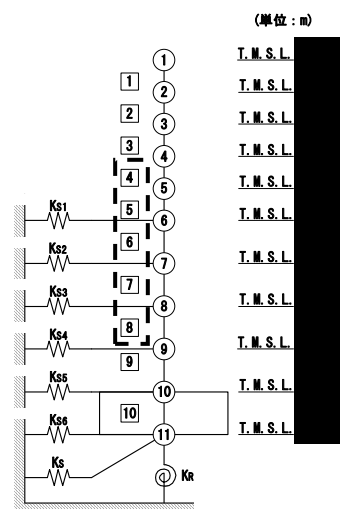 (単位：m)
① T.M.S.L.
1
② T.M.S.L.
2
③ T.M.S.L.
3
④ T.M.S.L.
4
⑤ T.M.S.L.
5
KS1 ⑥ T.M.S.L.
6
KS2 ⑦ T.M.S.L.
7
KS3 ⑧ T.M.S.L.
8
KS4 ⑨ T.M.S.L.
9
KS5 ⑩ T.M.S.L.
10
KS6 ⑪ T.M.S.L.
KS KR